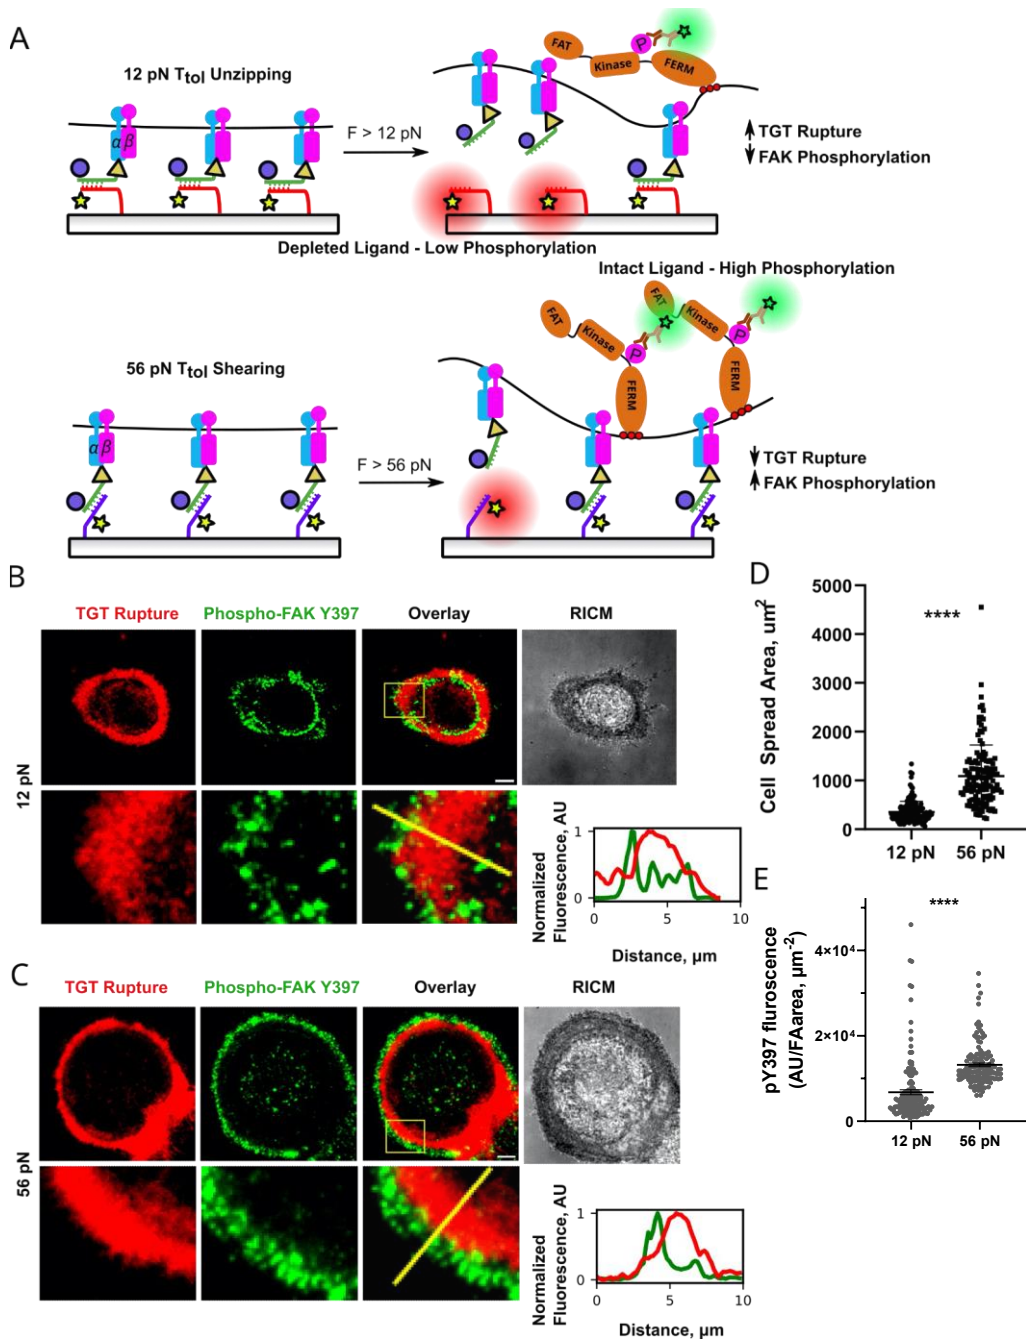 A
12 pN Ttol Unzipping
α β
F > 12 pN
FAT
Kinase
P
FERM
TGT Rupture
FAK Phosphorylation
Depleted Ligand - Low Phosphorylation
Intact Ligand - High Phosphorylation
56 pN Ttol Shearing
α β
F > 56 pN
FAT
Kinase
P
FERM
FAT
Kinase
P
FERM
TGT Rupture
FAK Phosphorylation
B
TGT Rupture
Phospho-FAK Y397
Overlay
RICM
12 pN
Normalized
Fluorescence, AU
1
0
0
5
10
Distance, μm
C
TGT Rupture
Phospho-FAK Y397
Overlay
RICM
56 pN
Normalized
Fluorescence, AU
1
0
0
5
10
Distance, μm
D
Cell Spread Area, um²
5000
4000
3000
2000
1000
0
****
12 pN
56 pN
E
pY397 fluroscence
(AU/FAarea, μm⁻²)
4×10⁴
2×10⁴
0
****
12 pN
56 pN